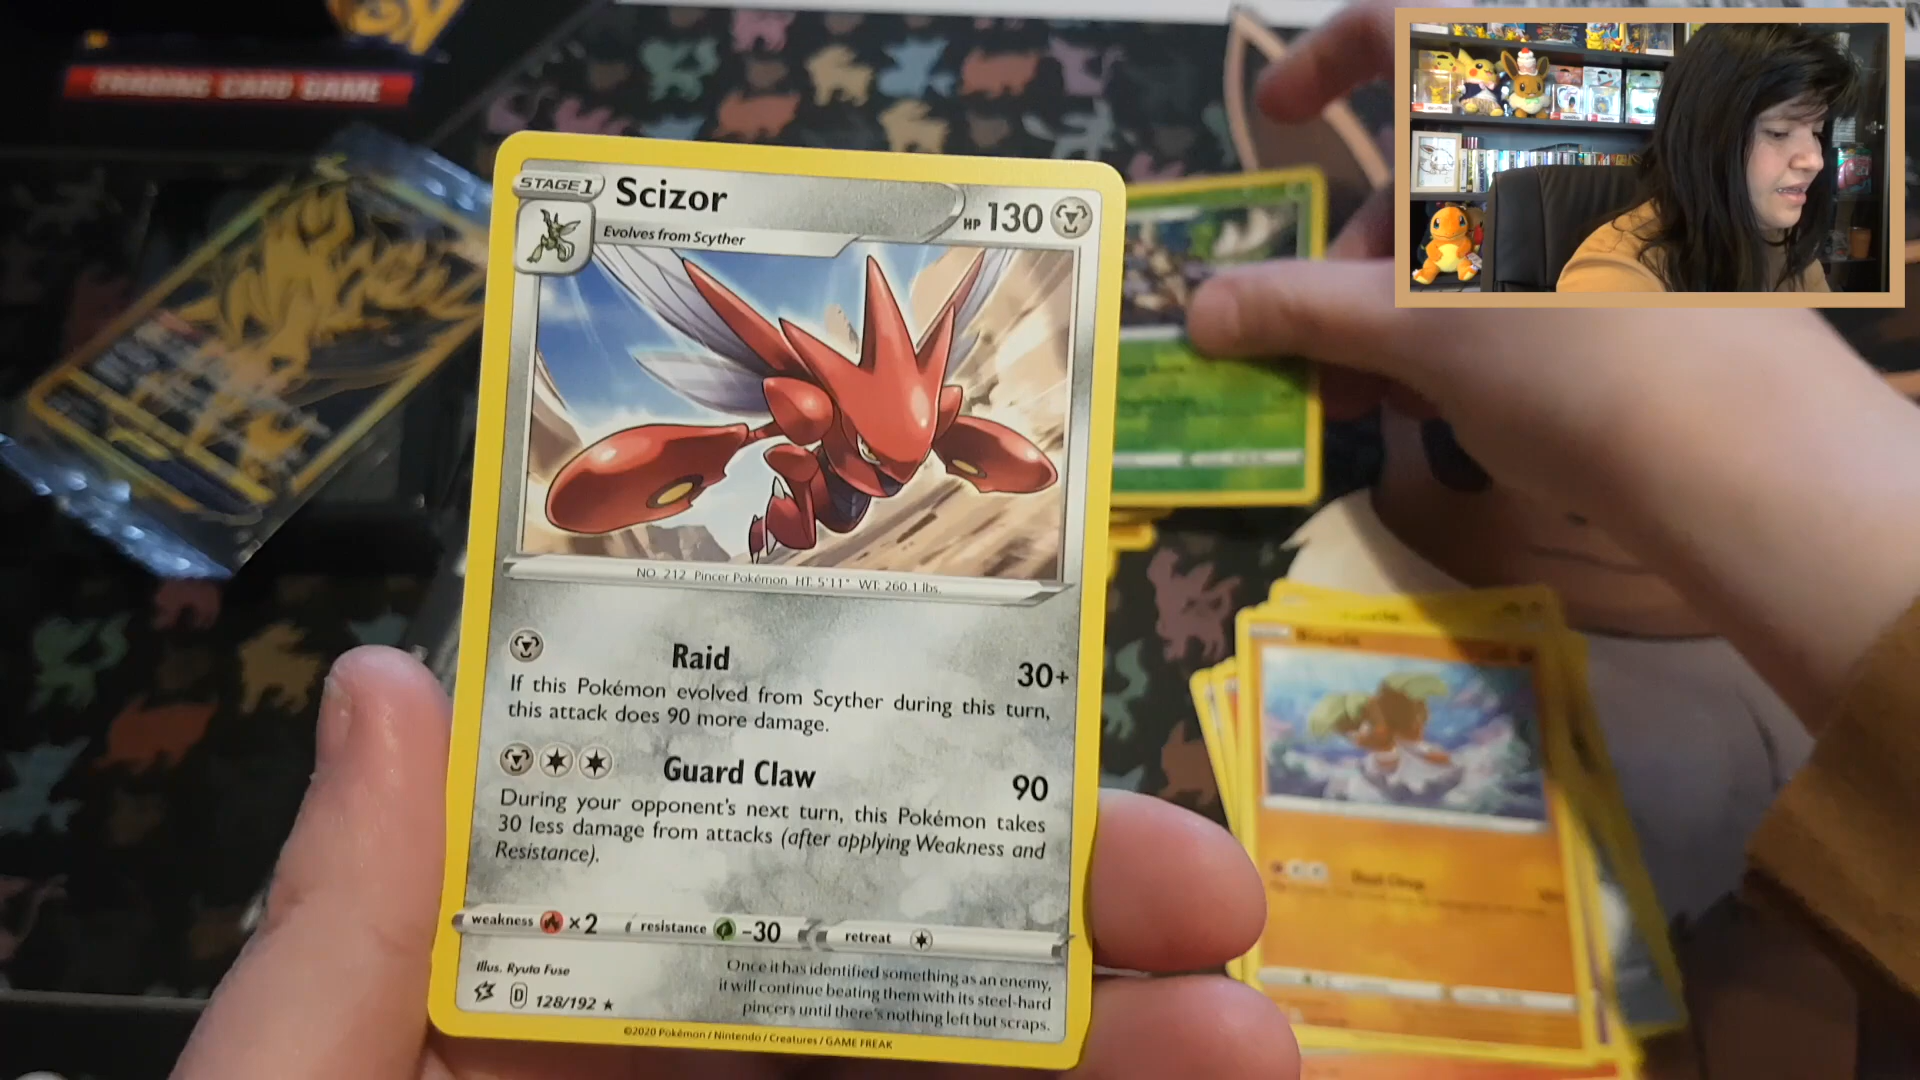 TRADING CARD GAME
STAGE 1
Scizor
HP 130
Evolves from Scyther
NO. 212 Pincer Pokémon HT: 5'11" WT: 260.1 lbs.
Raid
30+
If this Pokémon evolved from Scyther during this turn,
this attack does 90 more damage.
Guard Claw
90
During your opponent's next turn, this Pokémon takes
30 less damage from attacks (after applying Weakness and
Resistance).
weakness ×2 resistance -30 retreat
Illus. Ryuta Fuse
D 128/192 ★
Once it has identified something as an enemy,
it will continue beating them with its steel-hard
pincers until there's nothing left but scraps.
©2020 Pokémon / Nintendo / Creatures / GAME FREAK
Binacle